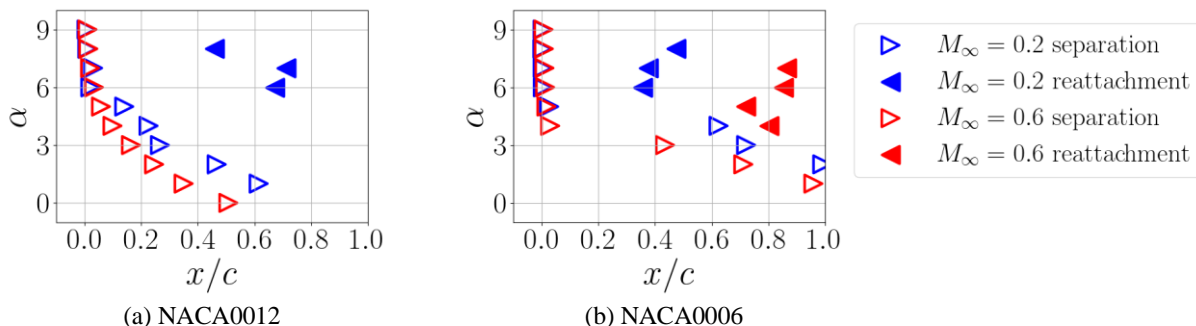 9
6
3
0
α
0.0 0.2 0.4 0.6 0.8 1.0
x/c
(a) NACA0012
9
6
3
0
α
0.0 0.2 0.4 0.6 0.8 1.0
x/c
(b) NACA0006
M∞ = 0.2 separation
M∞ = 0.2 reattachment
M∞ = 0.6 separation
M∞ = 0.6 reattachment